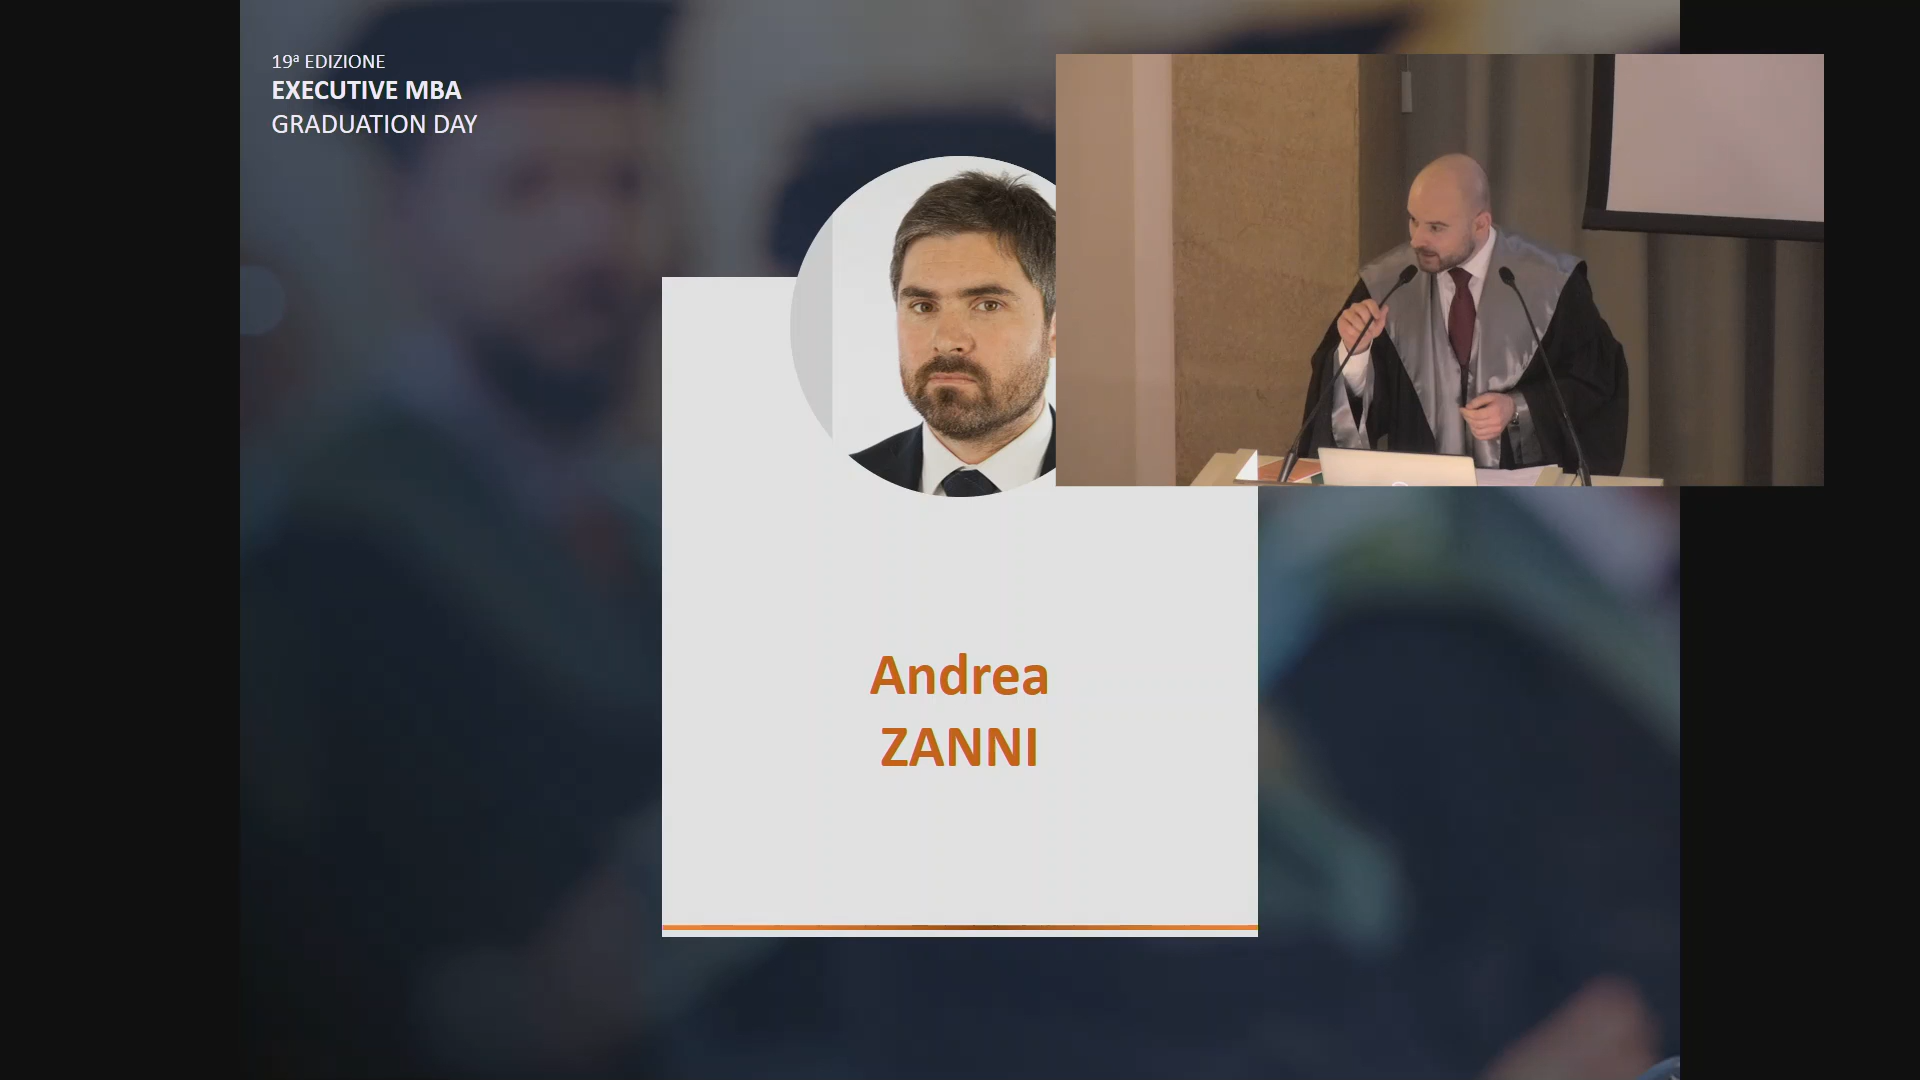 19ª EDIZIONE
EXECUTIVE MBA
GRADUATION DAY
Andrea
ZANNI